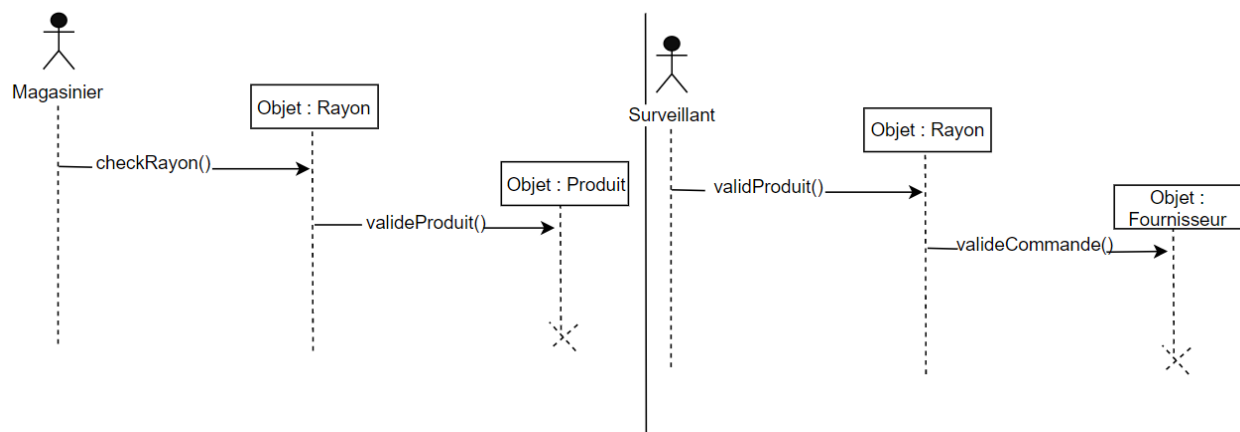 Magasinier
Objet : Rayon
checkRayon()
Objet : Produit
valideProduit()
Surveillant
Objet : Rayon
validProduit()
Objet :
Fournisseur
valideCommande()